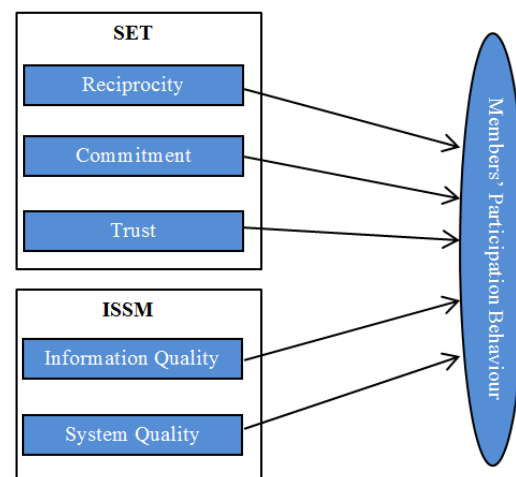 SET
Reciprocity
Commitment
Trust
ISSM
Information Quality
System Quality
Members' Participation Behaviour